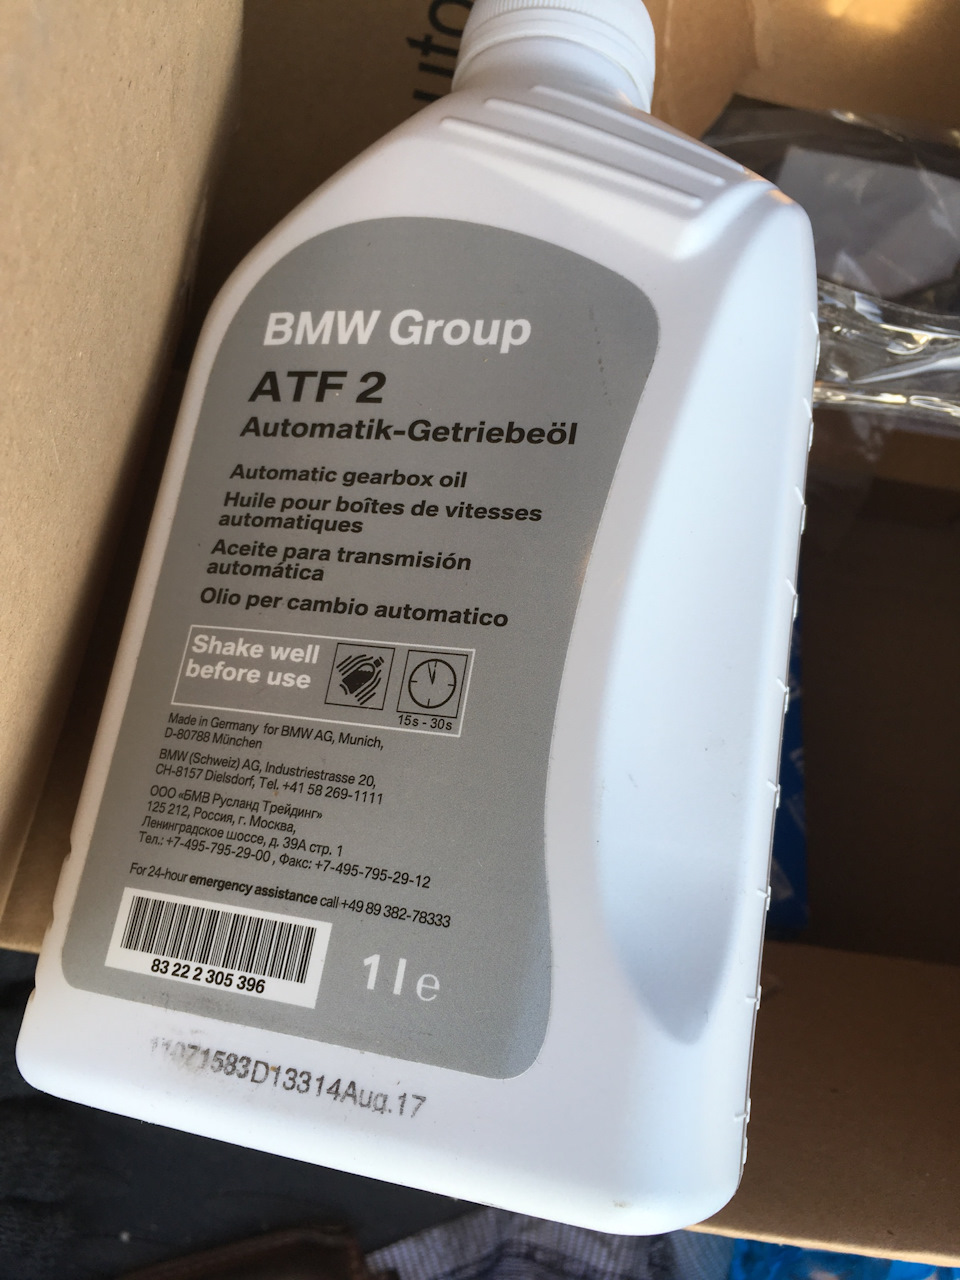 uto
BMW Group
ATF 2
Automatik-Getriebeöl
Automatic gearbox oil
Huile pour boîtes de vitesses
automatiques
Aceite para transmisión
automática
Olio per cambio automatico
Shake well
before use
15s - 30s
Made in Germany for BMW AG, Munich,
D-80788 München
BMW (Schweiz) AG, Industriestrasse 20,
CH-8157 Dielsdorf, Tel. +41 58 269-1111
ООО «БМВ Русланд Трейдинг»
125 212, Россия, г. Москва,
Ленинградское шоссе, д. 39А стр. 1
Тел.: +7-495-795-29-00 , Факс: +7-495-795-29-12
For 24-hour emergency assistance call +49 89 382-78333
83 22 2 305 396
1 l e
Aug.17